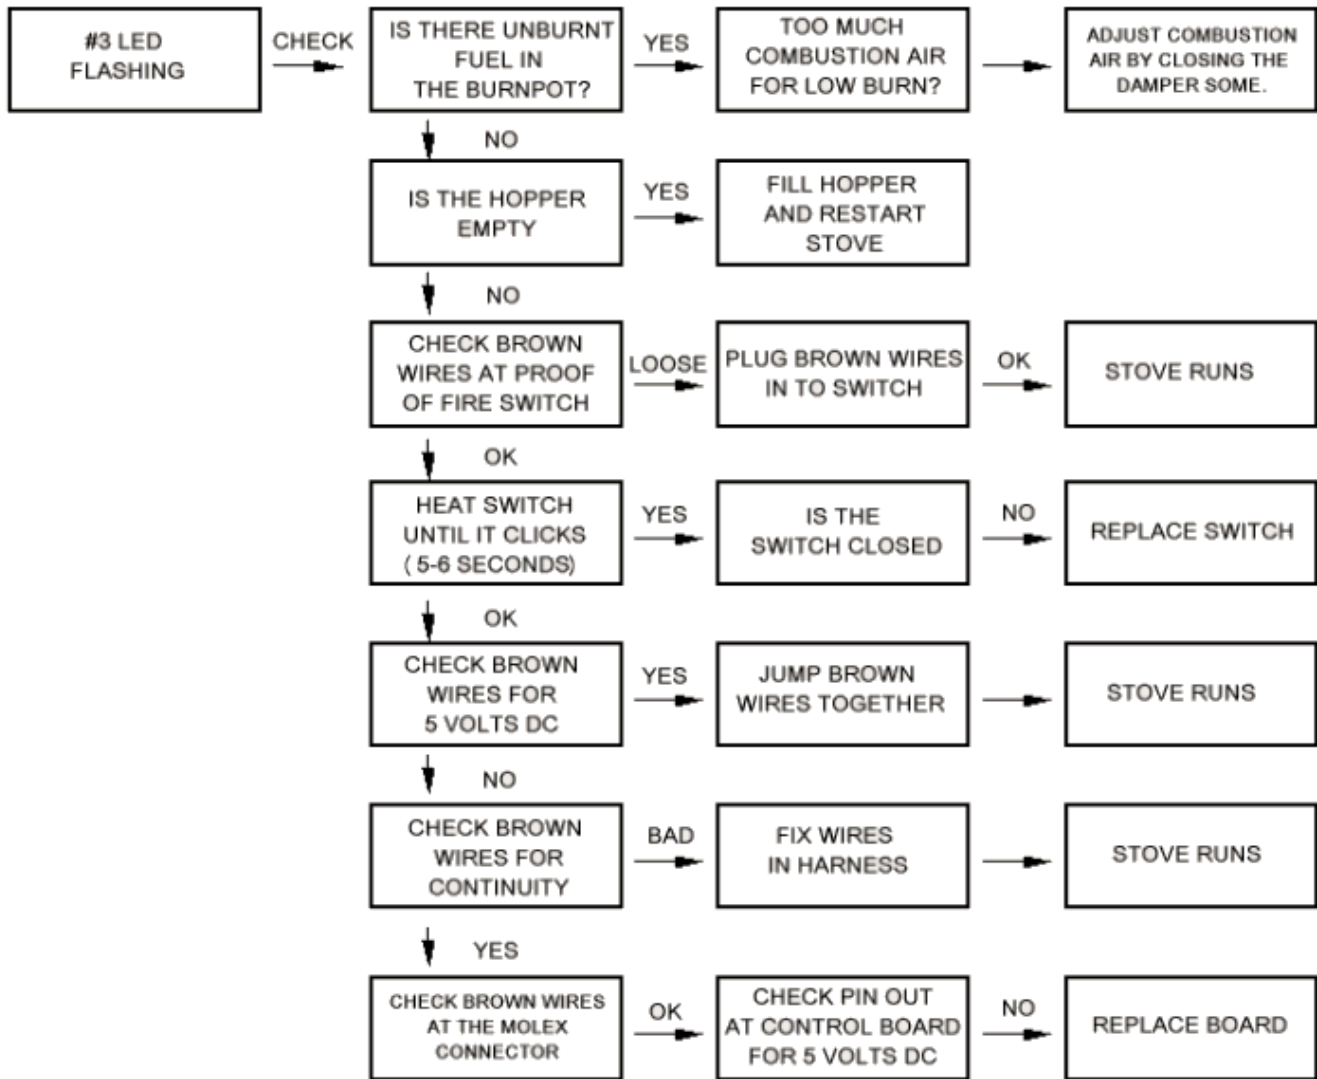 #3 LED
FLASHING
CHECK
IS THERE UNBURNT
FUEL IN
THE BURNPOT?
YES
TOO MUCH
COMBUSTION AIR
FOR LOW BURN?
ADJUST COMBUSTION
AIR BY CLOSING THE
DAMPER SOME.
NO
IS THE HOPPER
EMPTY
YES
FILL HOPPER
AND RESTART
STOVE
NO
CHECK BROWN
WIRES AT PROOF
OF FIRE SWITCH
LOOSE
PLUG BROWN WIRES
IN TO SWITCH
OK
STOVE RUNS
OK
HEAT SWITCH
UNTIL IT CLICKS
( 5-6 SECONDS)
YES
IS THE
SWITCH CLOSED
NO
REPLACE SWITCH
OK
CHECK BROWN
WIRES FOR
5 VOLTS DC
YES
JUMP BROWN
WIRES TOGETHER
STOVE RUNS
NO
CHECK BROWN
WIRES FOR
CONTINUITY
BAD
FIX WIRES
IN HARNESS
STOVE RUNS
YES
CHECK BROWN WIRES
AT THE MOLEX
CONNECTOR
OK
CHECK PIN OUT
AT CONTROL BOARD
FOR 5 VOLTS DC
NO
REPLACE BOARD